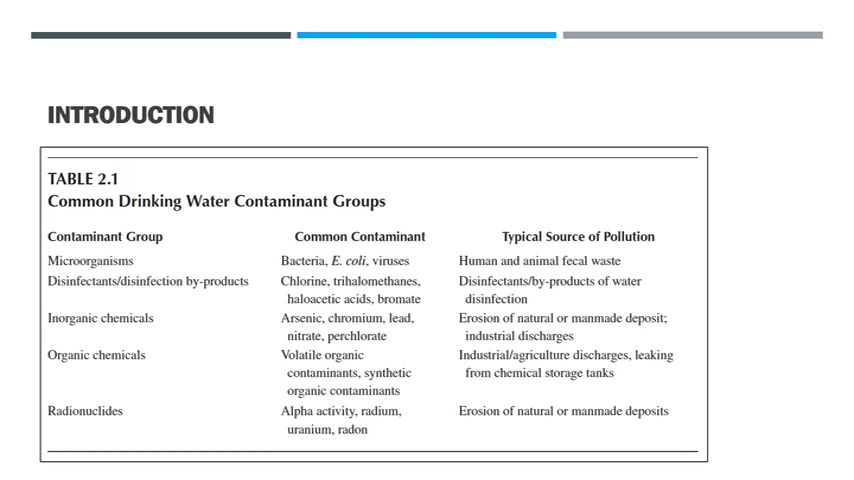 INTRODUCTION
TABLE 2.1
Common Drinking Water Contaminant Groups
Contaminant Group Common Contaminant Typical Source of Pollution
Microorganisms Bacteria, E. coli, viruses Human and animal fecal waste
Disinfectants/disinfection by-products Chlorine, trihalomethanes, Disinfectants/by-products of water
haloacetic acids, bromate disinfection
Inorganic chemicals Arsenic, chromium, lead, Erosion of natural or manmade deposit;
nitrate, perchlorate industrial discharges
Organic chemicals Volatile organic Industrial/agriculture discharges, leaking
contaminants, synthetic from chemical storage tanks
organic contaminants
Radionuclides Alpha activity, radium, Erosion of natural or manmade deposits
uranium, radon